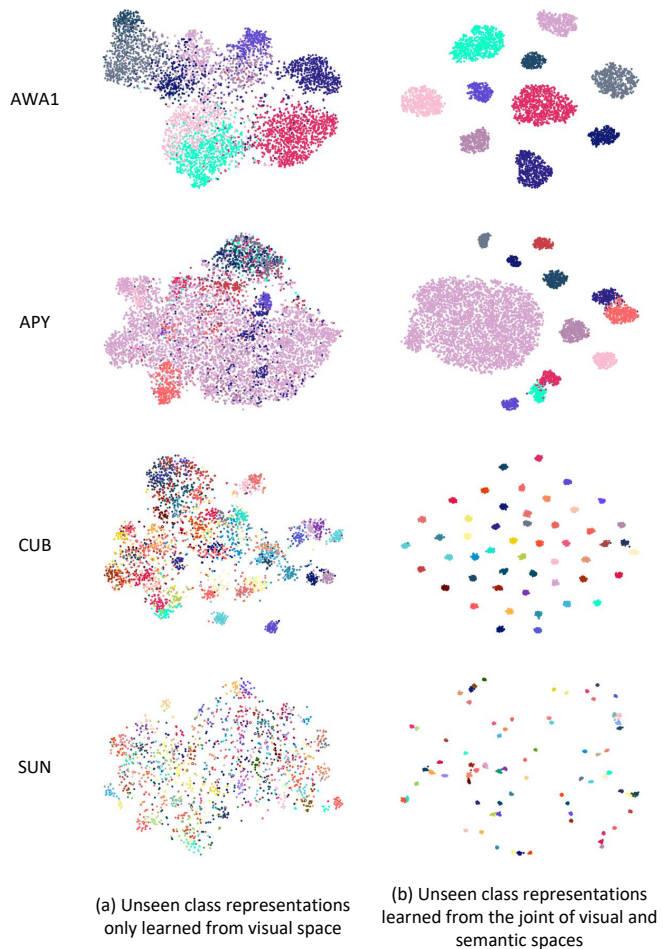 AWA1
APY
CUB
SUN
(a) Unseen class representations
only learned from visual space
(b) Unseen class representations
learned from the joint of visual and
semantic spaces